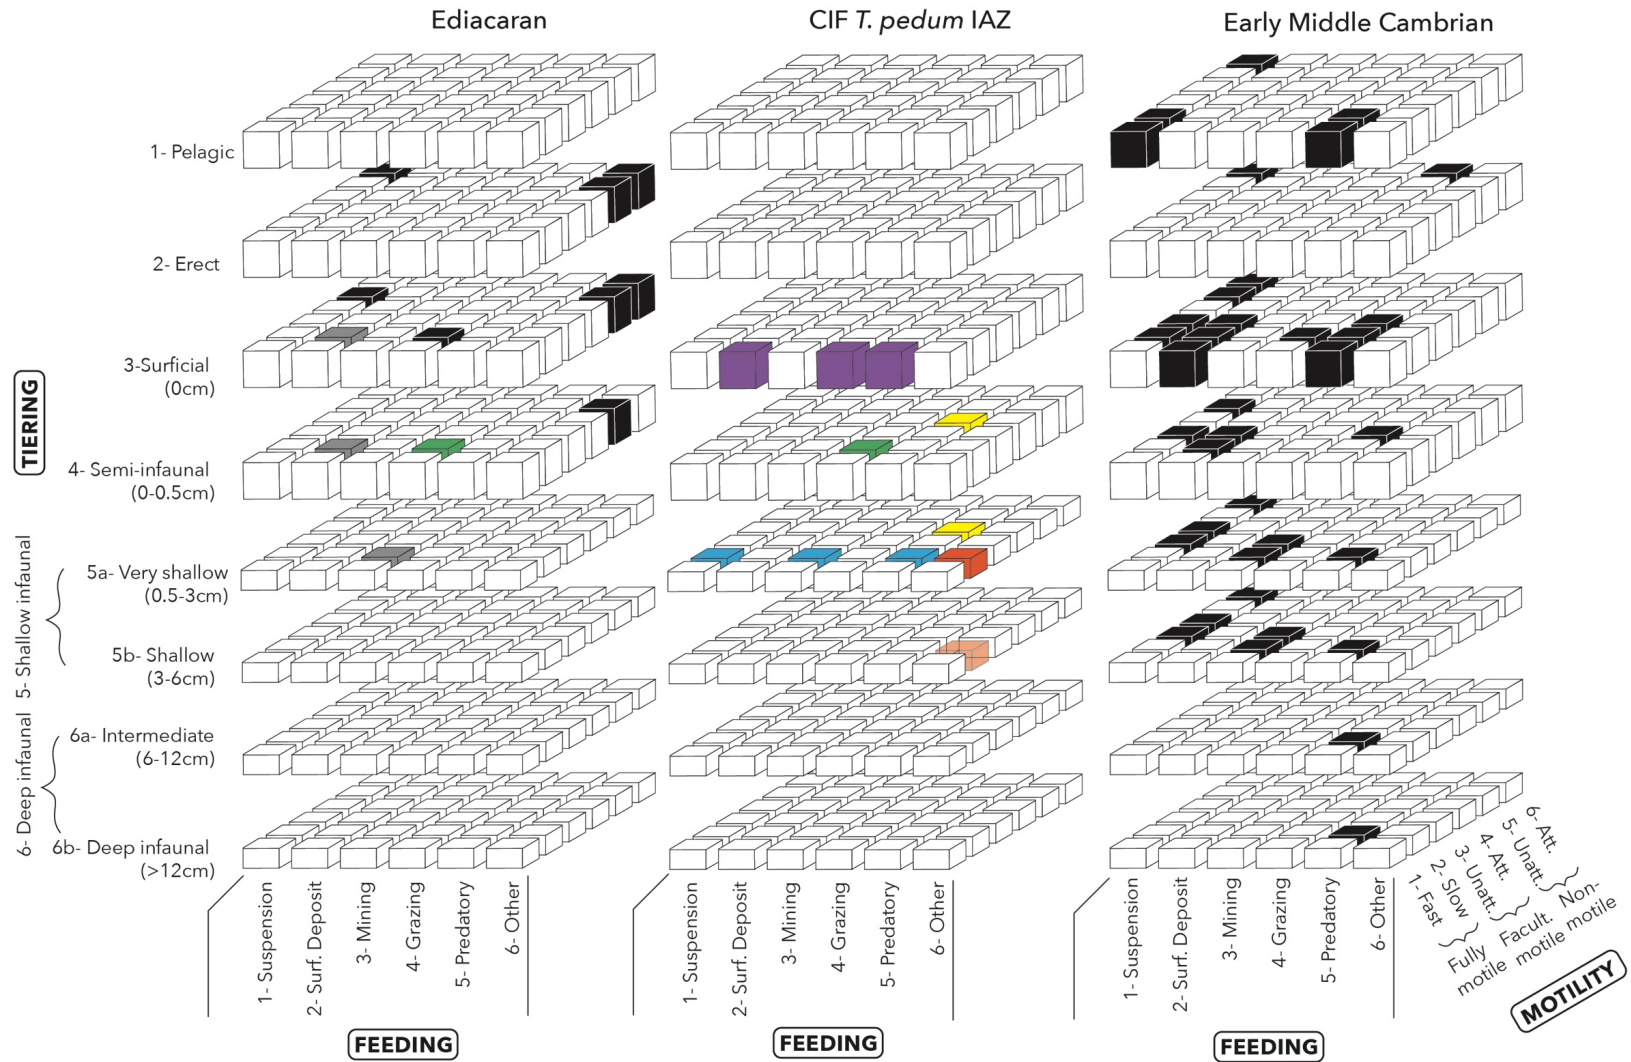 Ediacaran
CIF T. pedum IAZ
Early Middle Cambrian
TIERING
1- Pelagic
2- Erect
3-Surficial
(0cm)
4- Semi-infaunal
(0-0.5cm)
5- Shallow infaunal
5a- Very shallow
(0.5-3cm)
5b- Shallow
(3-6cm)
6- Deep infaunal
6a- Intermediate
(6-12cm)
6b- Deep infaunal
(>12cm)
1- Suspension
2- Surf. Deposit
3- Mining
4- Grazing
5- Predatory
6- Other
FEEDING
1- Suspension
2- Surf. Deposit
3- Mining
4- Grazing
5- Predatory
6- Other
FEEDING
1- Suspension
2- Surf. Deposit
3- Mining
4- Grazing
5- Predatory
6- Other
FEEDING
1- Fast
2- Slow
3- Unatt.
4- Att.
5- Unatt.
6- Att.
Fully
motile
Facult.
motile
Non-
motile
MOTILITY